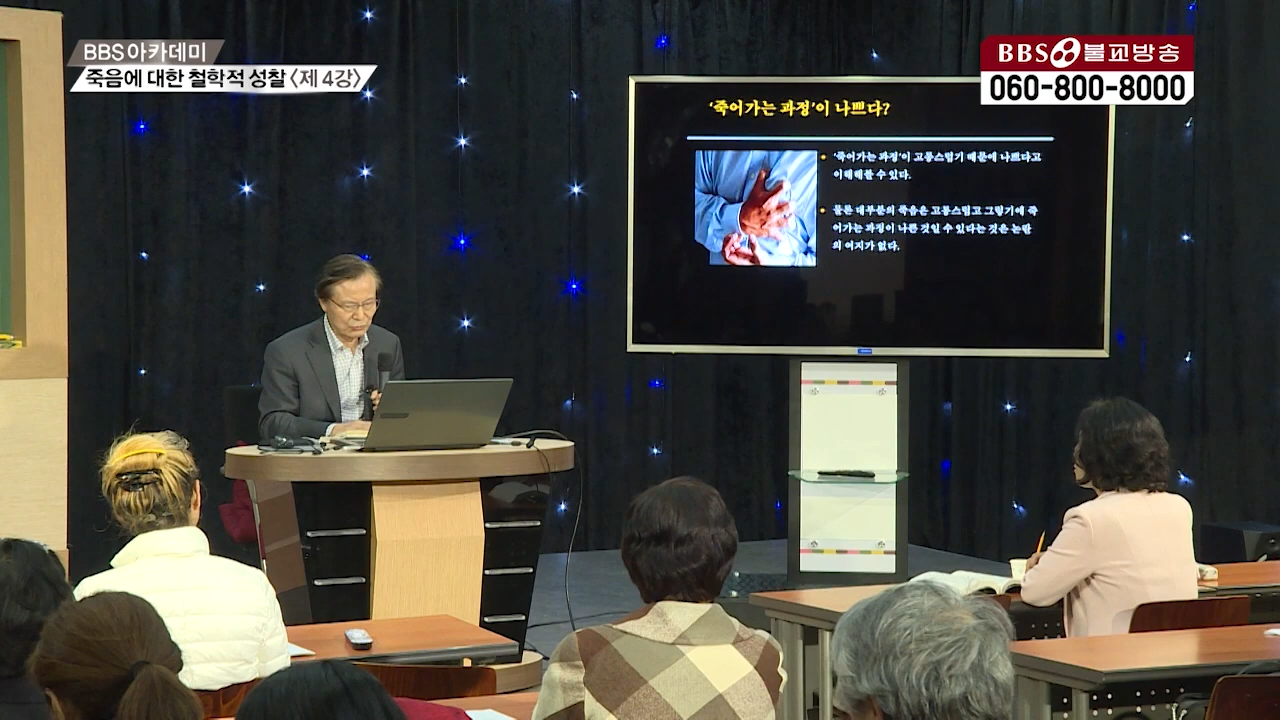 BBS 아카데미
죽음에 대한 철학적 성찰 〈제 4강〉
BBS 불교방송
060-800-8000
'죽어가는 과정'이 나쁘다?
'죽어가는 과정'이 고통스럽기 때문에 나쁘다고
이해해볼 수 있다.
물론 대부분의 죽음은 고통스럽고 그렇기에 죽
어가는 과정이 나쁜 것일 수 있다는 것은 논란
의 여지가 없다.